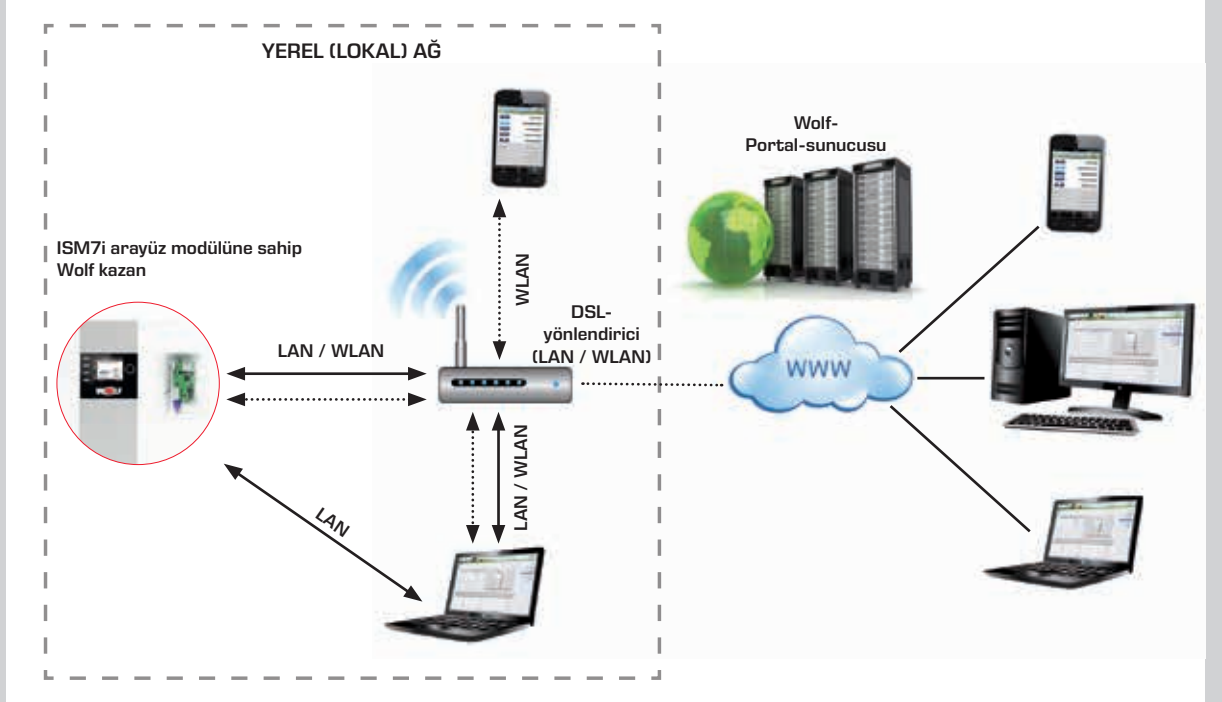 YEREL (LOKAL) AĞ
Wolf-
Portal-sunucusu
ISM7i arayüz modülüne sahip
Wolf kazan
WLAN
DSL-
yönlendirici
(LAN / WLAN)
LAN / WLAN
WWW
LAN / WLAN
LAN